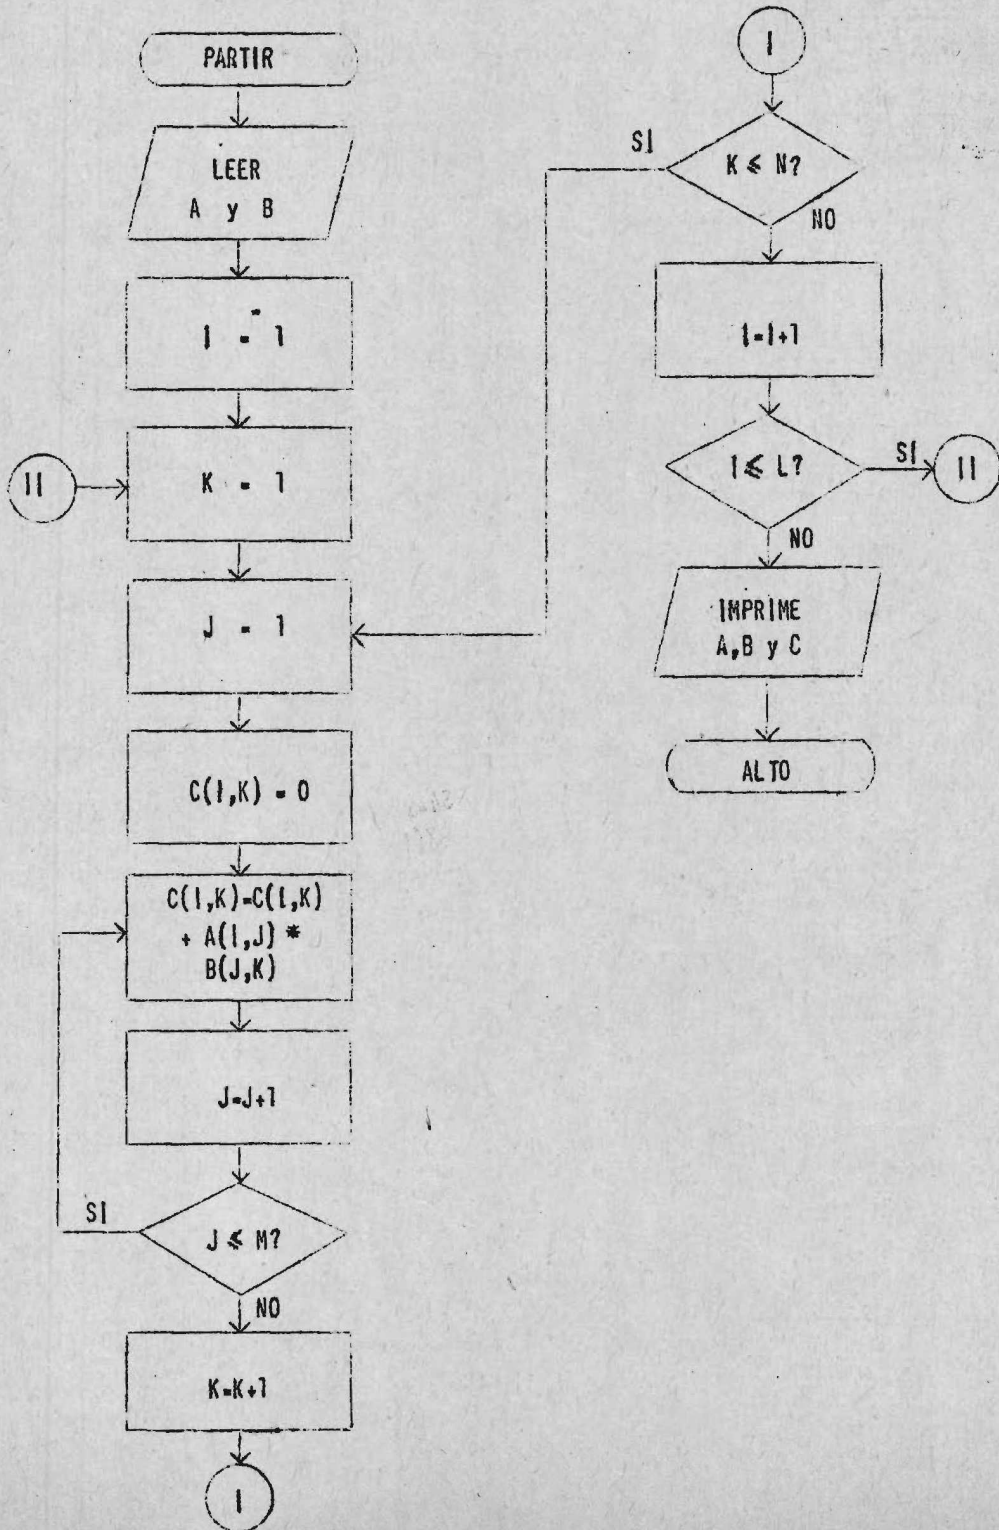 PARTIR
LEER
A y B
I = 1
II
K = 1
J = 1
C(I,K) = 0
C(I,K)=C(I,K)
+ A(I,J) *
B(J,K)
J=J+1
SI
J ≤ M?
NO
K=K+1
I
I
SI
K ≤ N?
NO
I=I+1
I ≤ L?
SI
II
NO
IMPRIME
A,B y C
ALTO